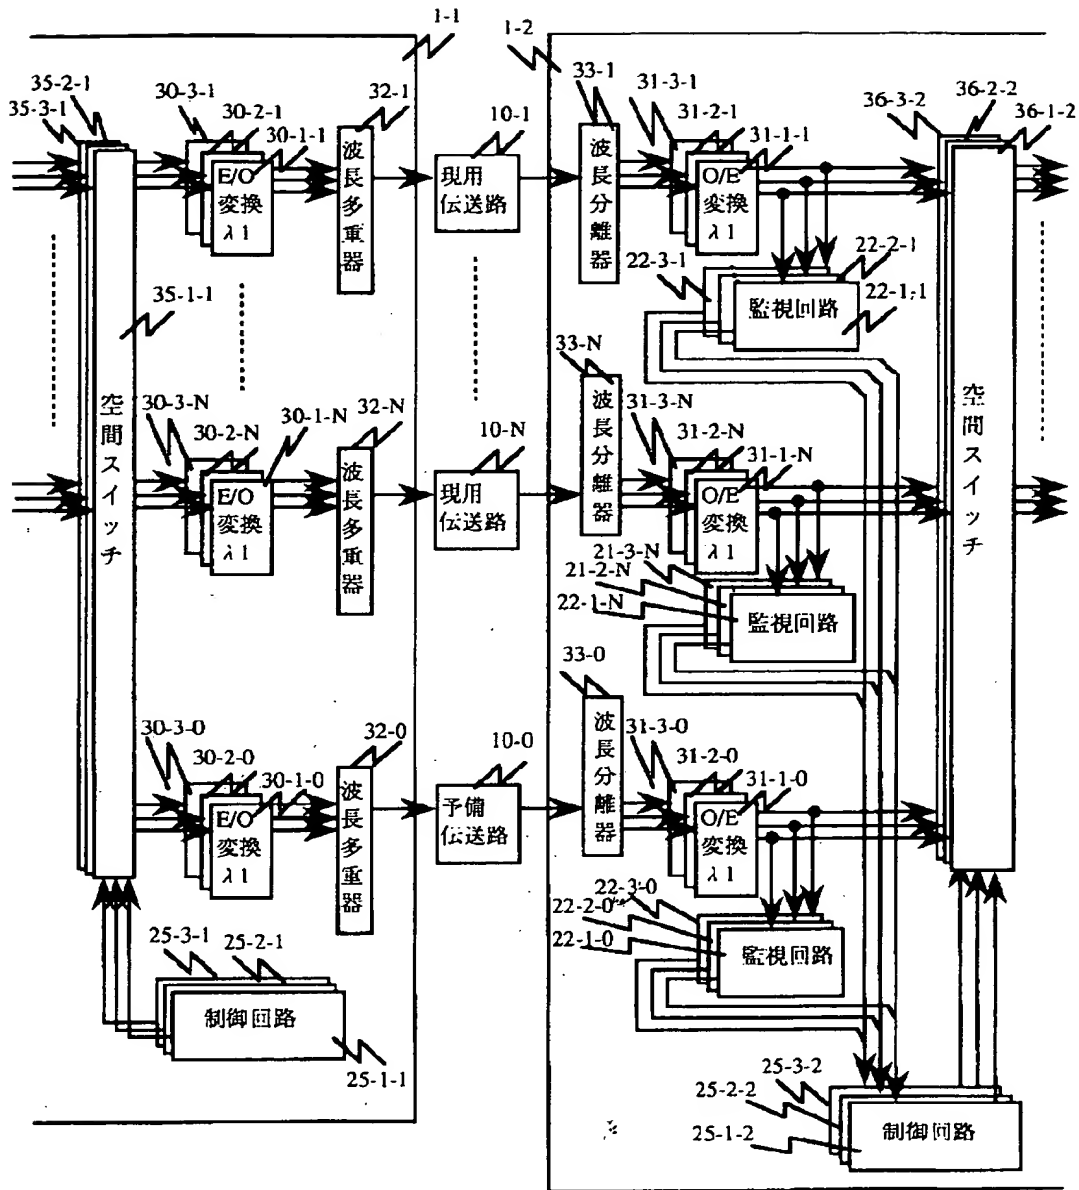 1-1
1-2
35-2-1
35-3-1
30-3-1
30-2-1
30-1-1
32-1
10-1
33-1
31-3-1
31-2-1
31-1-1
36-3-2
36-2-2
36-1-2
E/O
変換
λ1
波長多重器
現用
伝送路
波長分離器
O/E
変換
λ1
22-3-1
22-2-1
22-1-1
監視回路
35-1-1
空間スイッチ
空間スイッチ
30-3-N
30-2-N
30-1-N
32-N
10-N
33-N
31-3-N
31-2-N
31-1-N
E/O
変換
λ1
波長多重器
現用
伝送路
波長分離器
O/E
変換
λ1
21-3-N
21-2-N
22-1-N
監視回路
30-3-0
30-2-0
30-1-0
32-0
10-0
33-0
31-3-0
31-2-0
31-1-0
E/O
変換
λ1
波長多重器
予備
伝送路
波長分離器
O/E
変換
λ1
22-3-0
22-2-0
22-1-0
監視回路
25-3-1
25-2-1
制御回路
25-1-1
25-3-2
25-2-2
25-1-2
制御回路